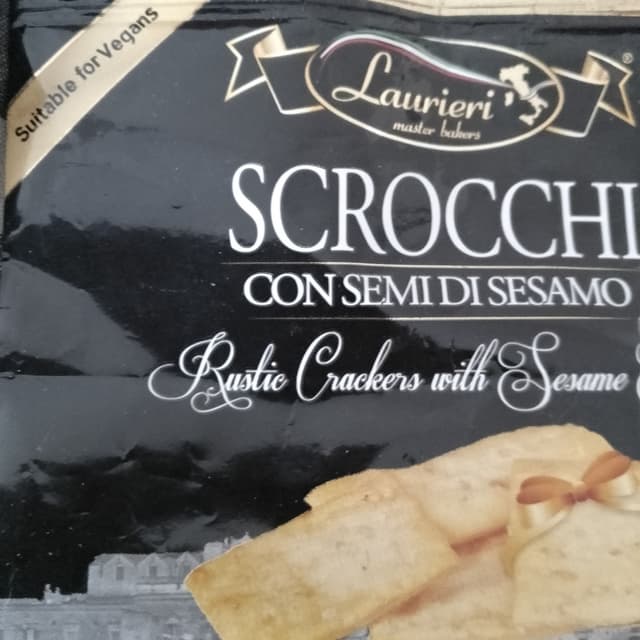 Suitable for Vegans
Laurieri
master bakers
®
SCROCCHI
CON SEMI DI SESAMO
Rustic Crackers with Sesame